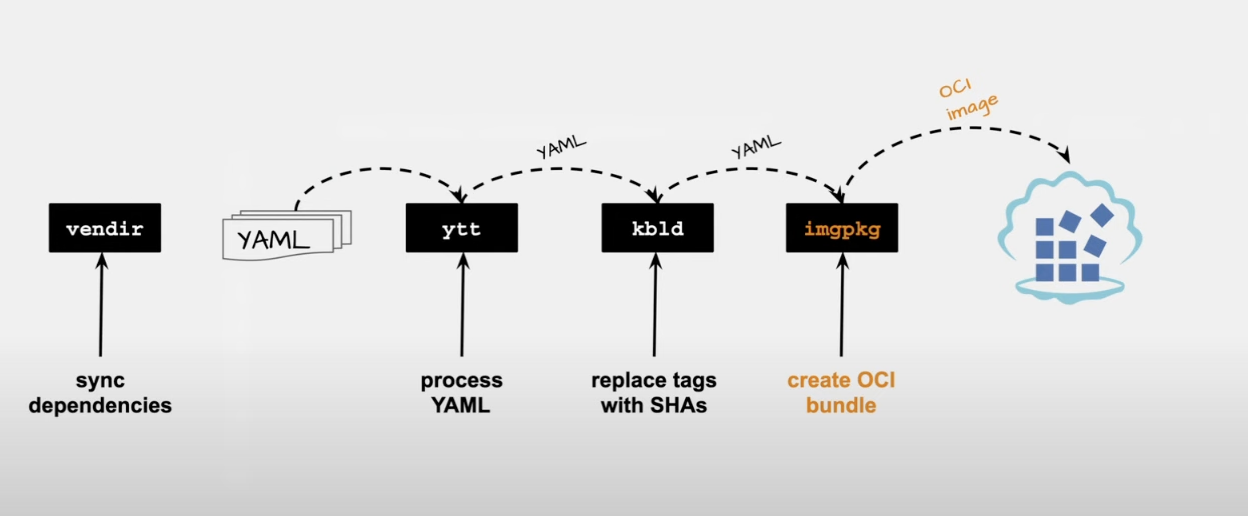 OCI
image
YAML
YAML
vendir
YAML
ytt
kbld
imgpkg
sync
dependencies
process
YAML
replace tags
with SHAs
create OCI
bundle